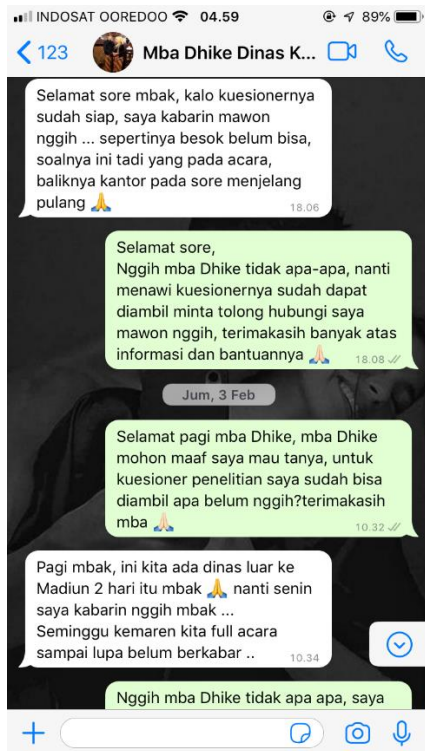 INDOSAT OOREDOO 04.59 89%
123 Mba Dhike Dinas K...
Selamat sore mbak, kalo kuesionernya
sudah siap, saya kabarin mawon
nggih ... sepertinya besok belum bisa,
soalnya ini tadi yang pada acara,
baliknya kantor pada sore menjelang
pulang 🙏
18.06
Selamat sore,
Nggih mba Dhike tidak apa-apa, nanti
menawi kuesionernya sudah dapat
diambil minta tolong hubungi saya
mawon nggih, terimakasih banyak atas
informasi dan bantuannya 🙏🏻
18.08
Jum, 3 Feb
Selamat pagi mba Dhike, mba Dhike
mohon maaf saya mau tanya, untuk
kuesioner penelitian saya sudah bisa
diambil apa belum nggih?terimakasih
mba 🙏🏻
10.32
Pagi mbak, ini kita ada dinas luar ke
Madiun 2 hari itu mbak 🙏 nanti senin
saya kabarin nggih mbak ...
Seminggu kemaren kita full acara
sampai lupa belum berkabar ..
10.34
Nggih mba Dhike tidak apa apa, saya